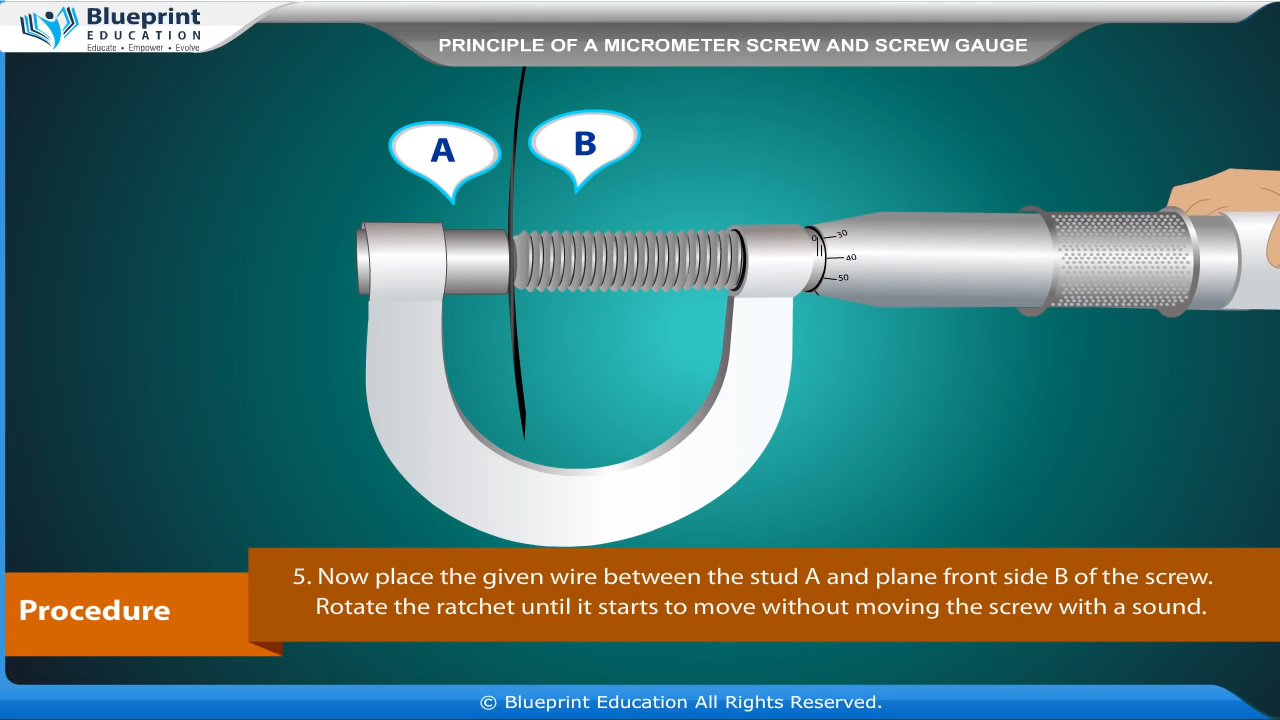 Blueprint
EDUCATION
Educate • Empower • Evolve
PRINCIPLE OF A MICROMETER SCREW AND SCREW GAUGE
A
B
0
30
40
50
Procedure
5. Now place the given wire between the stud A and plane front side B of the screw.
Rotate the ratchet until it starts to move without moving the screw with a sound.
© Blueprint Education All Rights Reserved.